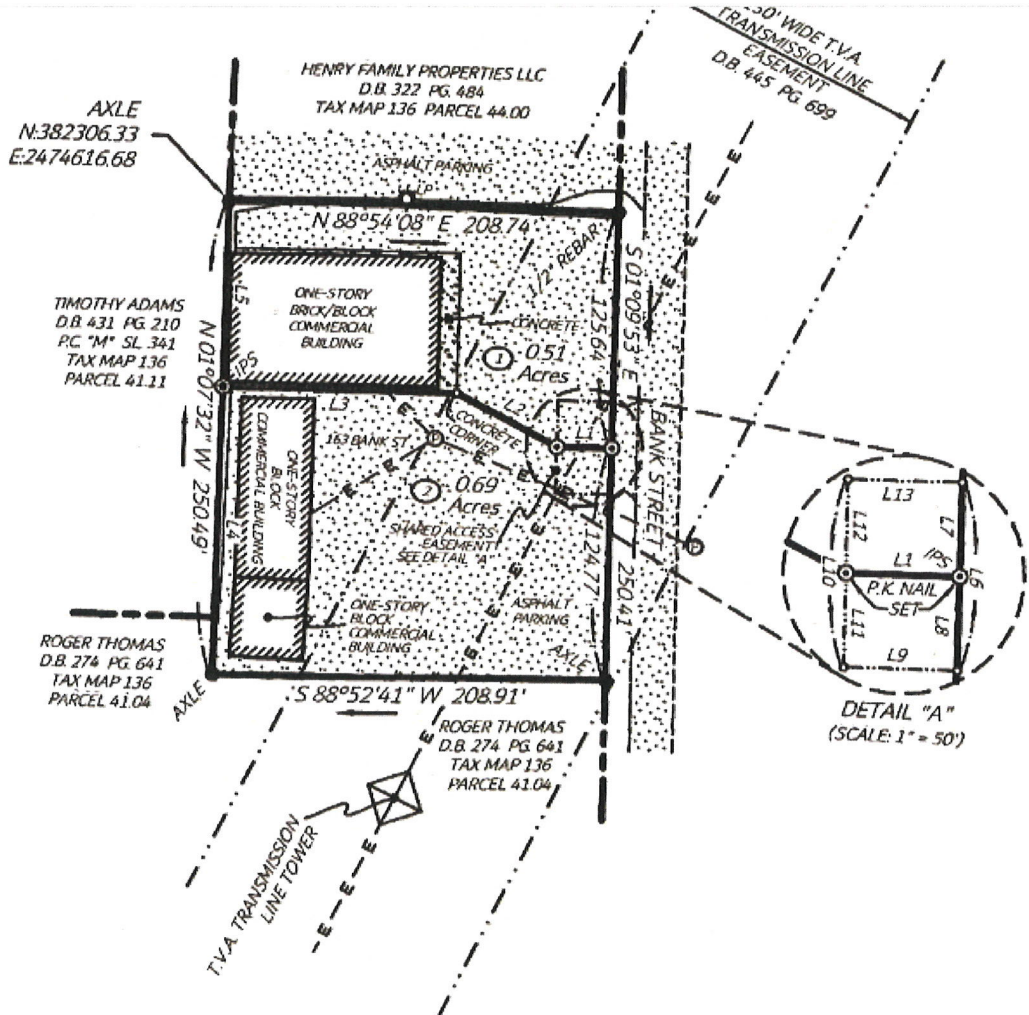 HENRY FAMILY PROPERTIES LLC
D.B. 322 PG. 484
TAX MAP 136 PARCEL 44.00
WIDE T.V.A.
TRANSMISSION LINE
EASEMENT
D.B. 445 PG. 699
AXLE
N:382306.33
E:2474616.68
ASPHALT PARKING
LP
N 88°54'08" E 208.74'
1/2" REBAR
S 01°09'53" E
125.64'
L5
ONE-STORY
BRICK/BLOCK
COMMERCIAL
BUILDING
CONCRETE
1
0.51
Acres
TIMOTHY ADAMS
D.B. 431 PG. 210
P.C. "M" SL. 341
TAX MAP 136
PARCEL 41.11
N 01°07'32" W 250.49'
IPS
L3
L2
L1
CONCRETE
CORNER
163 BANK ST.
P
BANK STREET
ONE-STORY
BLOCK
COMMERCIAL BUILDING
L4
2
0.69
Acres
SHARED ACCESS
EASEMENT
SEE DETAIL "A"
124.77'
250.41'
P
ONE-STORY
BLOCK
COMMERCIAL
BUILDING
ASPHALT
PARKING
AXLE
ROGER THOMAS
D.B. 274 PG. 641
TAX MAP 136
PARCEL 41.04
AXLE
S 88°52'41" W 208.91'
ROGER THOMAS
D.B. 274 PG. 641
TAX MAP 136
PARCEL 41.04
T.V.A. TRANSMISSION
LINE TOWER
E E E E
L13
L12
L7
L10
L1
IPS
L6
P.K. NAIL
SET
L11
L8
L9
DETAIL "A"
(SCALE: 1" = 50')